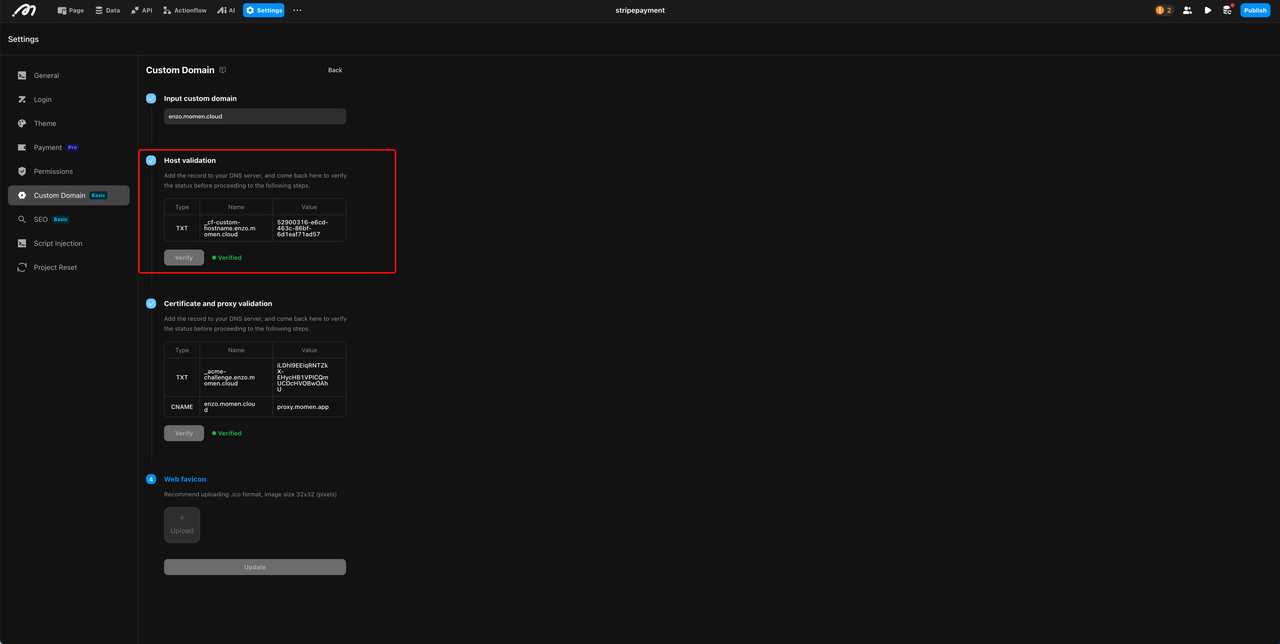 Page
Data
API
Actionflow
AI
Settings
stripepayment
2
Publish
Settings
General
Login
Theme
Payment Pro
Permissions
Custom Domain Basic
SEO Basic
Script Injection
Project Reset
Custom Domain
Back
Input custom domain
enzo.momen.cloud
Host validation
Add the record to your DNS server, and come back here to verify
the status before proceeding to the following steps.
Type Name Value
TXT
_cf-custom-
hostname.enzo.m
omen.cloud
52900316-e6cd-
463c-86bf-
6d1eaf71ad57
Verify
Verified
Certificate and proxy validation
Add the record to your DNS server, and come back here to verify
the status before proceeding to the following steps.
Type Name Value
TXT
_acme-
challenge.enzo.m
omen.cloud
X-
CNAME
enzo.momen.clou
d
proxy.momen.app
Verify
Verified
4
Web favicon
Recommend uploading .ico format, image size 32x32 (pixels)
+
Upload
Update